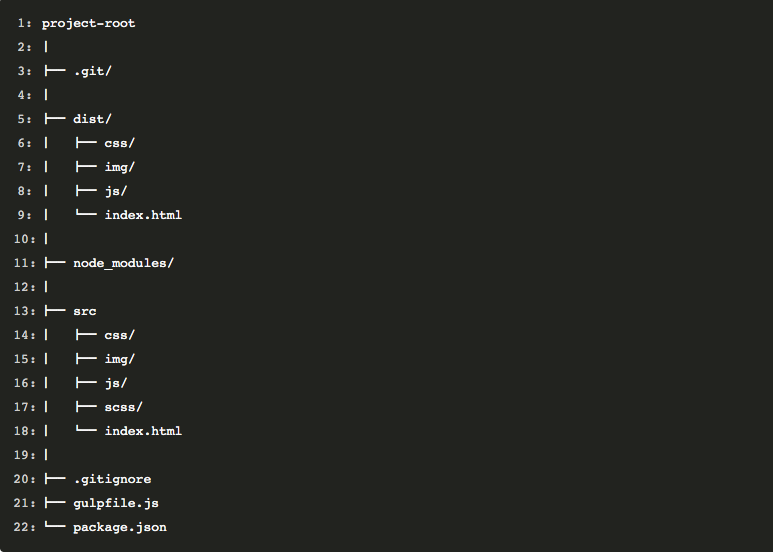 1: project-root
2: |
3: ├── .git/
4: |
5: ├── dist/
6: |   ├── css/
7: |   ├── img/
8: |   ├── js/
9: |   └── index.html
10: |
11: ├── node_modules/
12: |
13: ├── src
14: |   ├── css/
15: |   ├── img/
16: |   ├── js/
17: |   ├── scss/
18: |   └── index.html
19: |
20: ├── .gitignore
21: ├── gulpfile.js
22: └── package.json